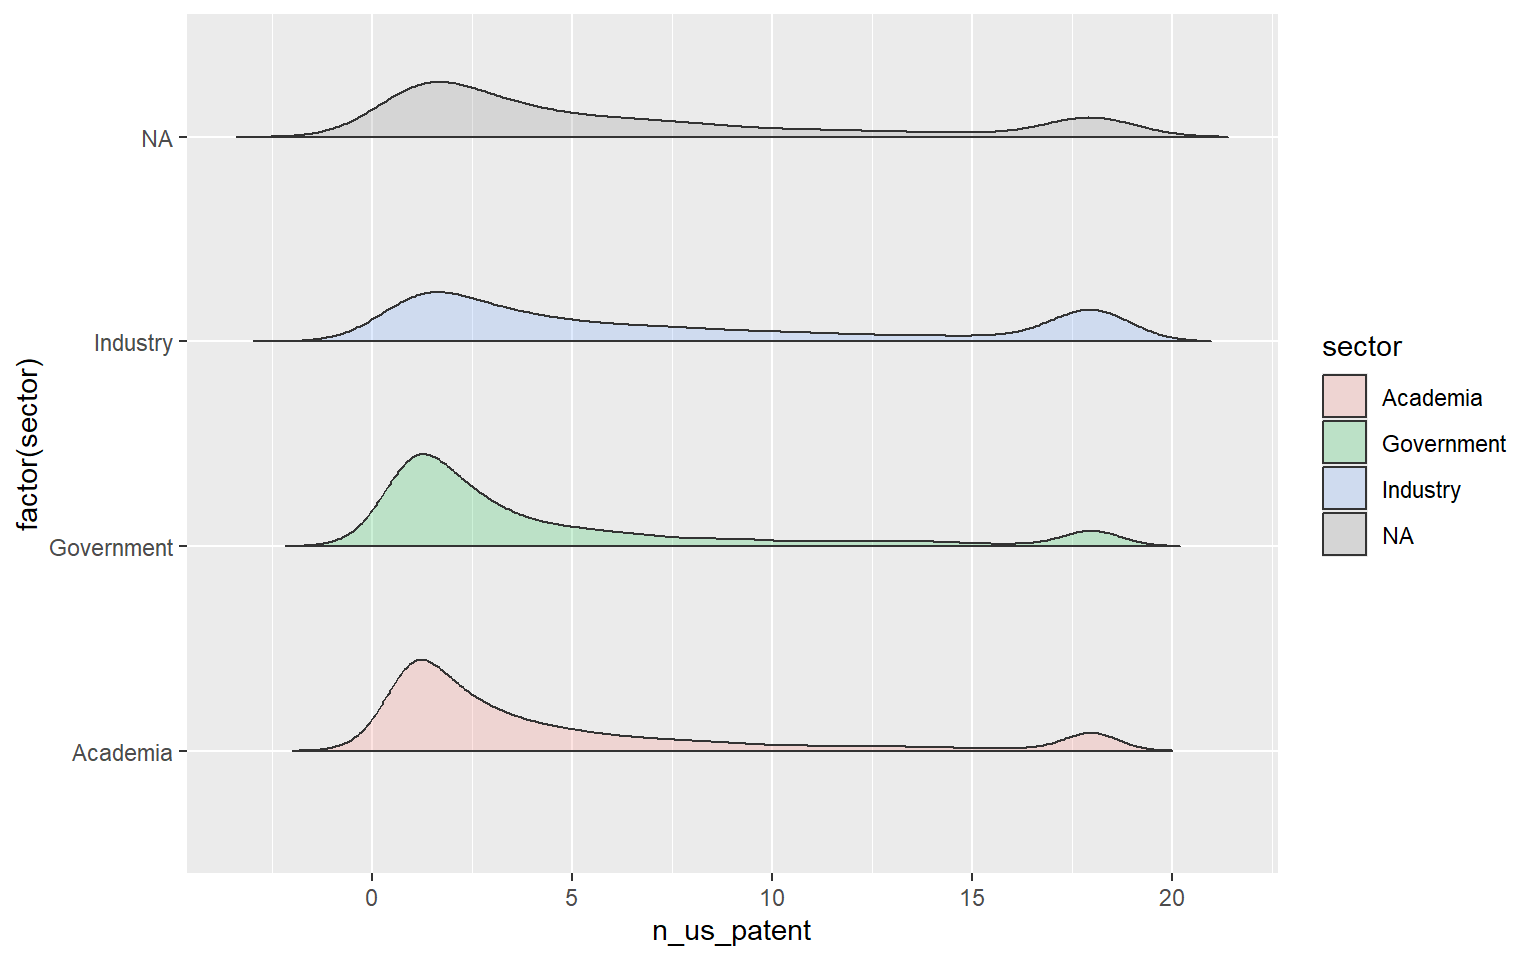 NA
Industry
Government
Academia
factor(sector)
0 5 10 15 20
n_us_patent
sector
Academia
Government
Industry
NA